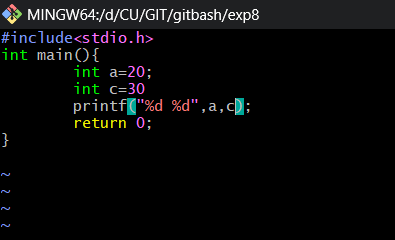 MINGW64:/d/CU/GIT/gitbash/exp8
#include<stdio.h>
int main(){
        int a=20;
        int c=30
        printf("%d %d",a,c);
        return 0;
}
~
~
~
~